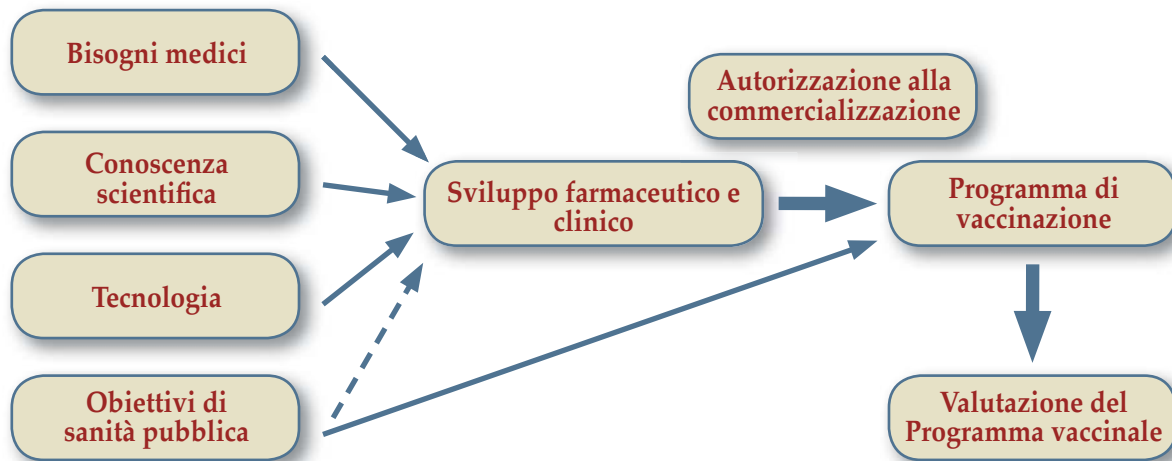 Bisogni medici
Conoscenza
scientifica
Tecnologia
Obiettivi di
sanità pubblica
Sviluppo farmaceutico e
clinico
Autorizzazione alla
commercializzazione
Programma di
vaccinazione
Valutazione del
Programma vaccinale